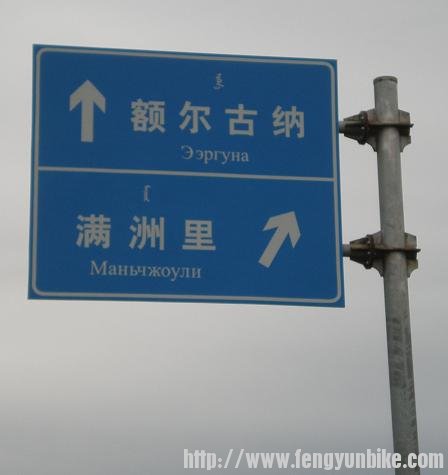 额尔古纳
Ээргуна
满洲里
Маньчжоули
http://www.fengyunbike.com